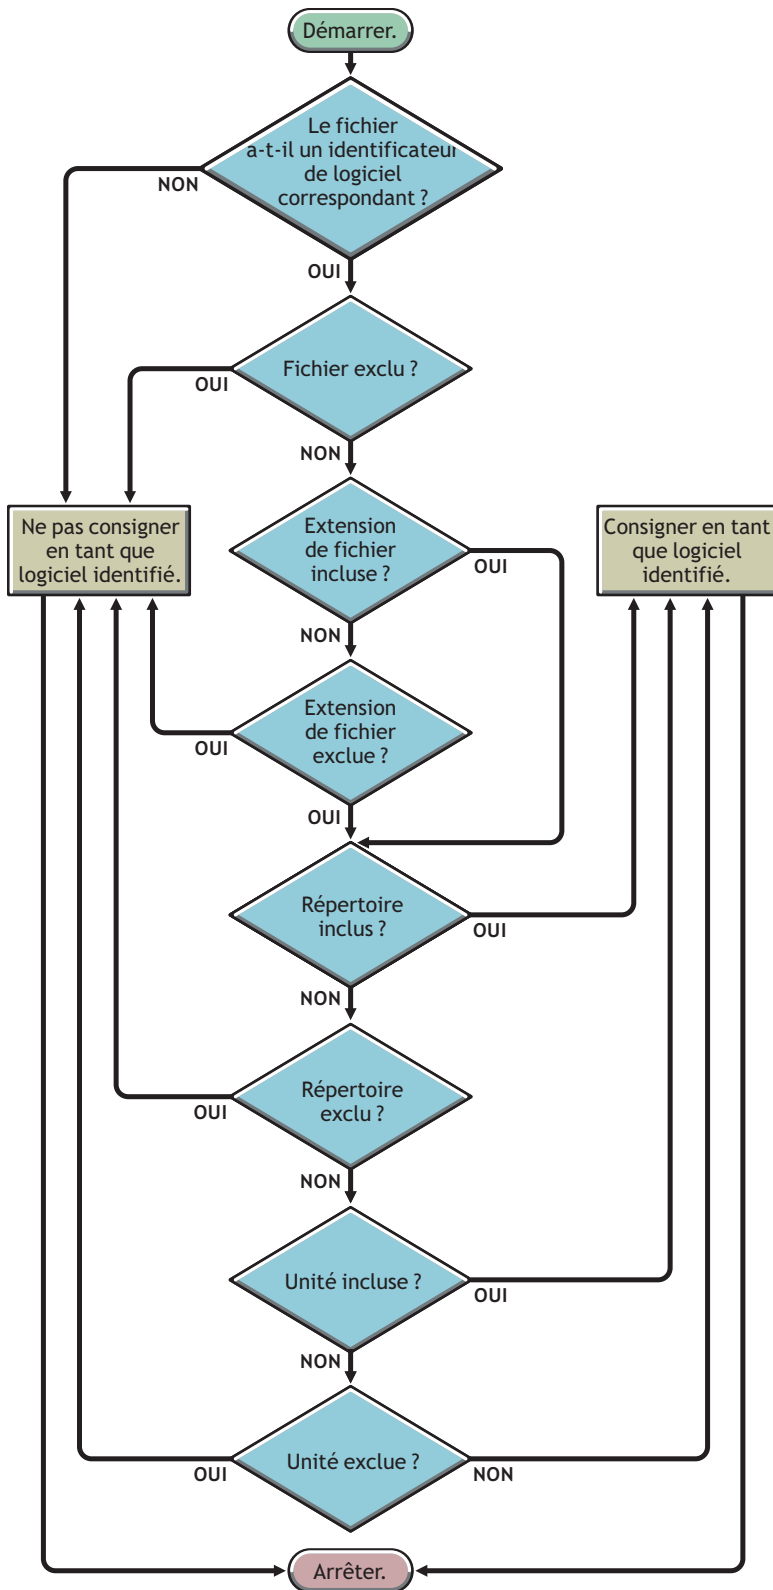 Démarrer.
Le fichier
a-t-il un identificateur
de logiciel
correspondant ?
NON
OUI
Fichier exclu ?
OUI
NON
Ne pas consigner
en tant que
logiciel identifié.
Extension
de fichier
incluse ?
OUI
Consigner en tant
que logiciel
identifié.
NON
Extension
de fichier
exclue ?
OUI
OUI
Répertoire
inclus ?
OUI
NON
Répertoire
exclu ?
OUI
NON
Unité incluse ?
OUI
NON
Unité exclue ?
OUI
NON
Arrêter.